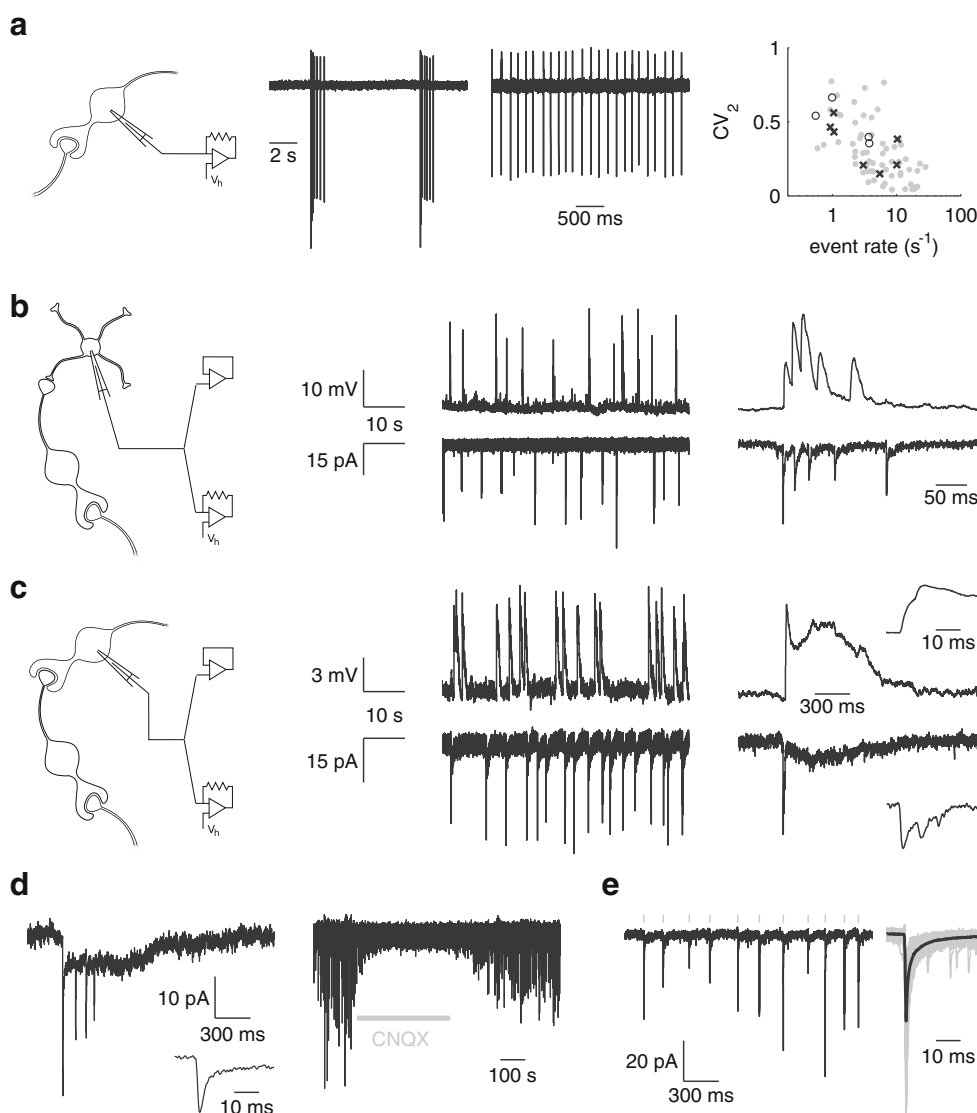 a
Vh
2 s
500 ms
1
CV2
0.5
0
1 10 100
event rate (s-1)
b
Vh
10 mV
10 s
15 pA
50 ms
c
Vh
3 mV
10 s
15 pA
10 ms
300 ms
d
10 pA
300 ms
10 ms
CNQX
100 s
e
20 pA
300 ms
10 ms